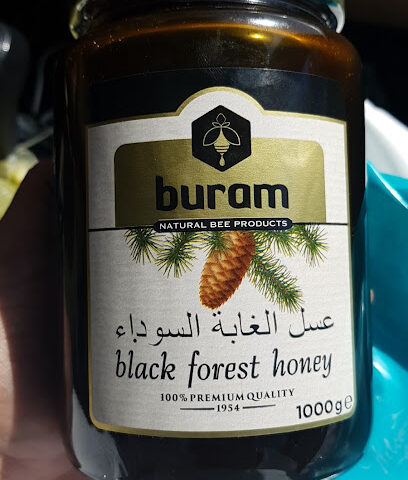 buram
NATURAL BEE PRODUCTS
عسل الغابة السوداء
black forest honey
100% PREMIUM QUALITY
1954
1000g℮